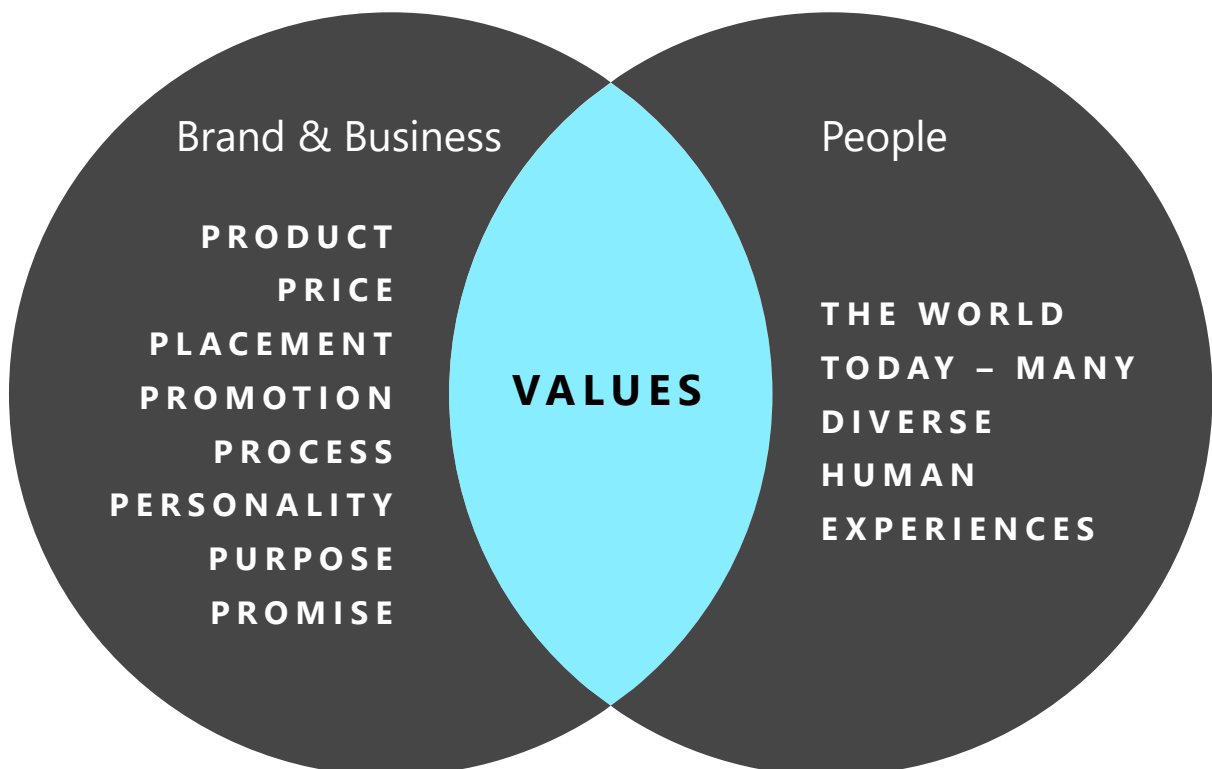 Brand & Business
PRODUCT
PRICE
PLACEMENT
PROMOTION
PROCESS
PERSONALITY
PURPOSE
PROMISE
VALUES
People
THE WORLD
TODAY – MANY
DIVERSE
HUMAN
EXPERIENCES